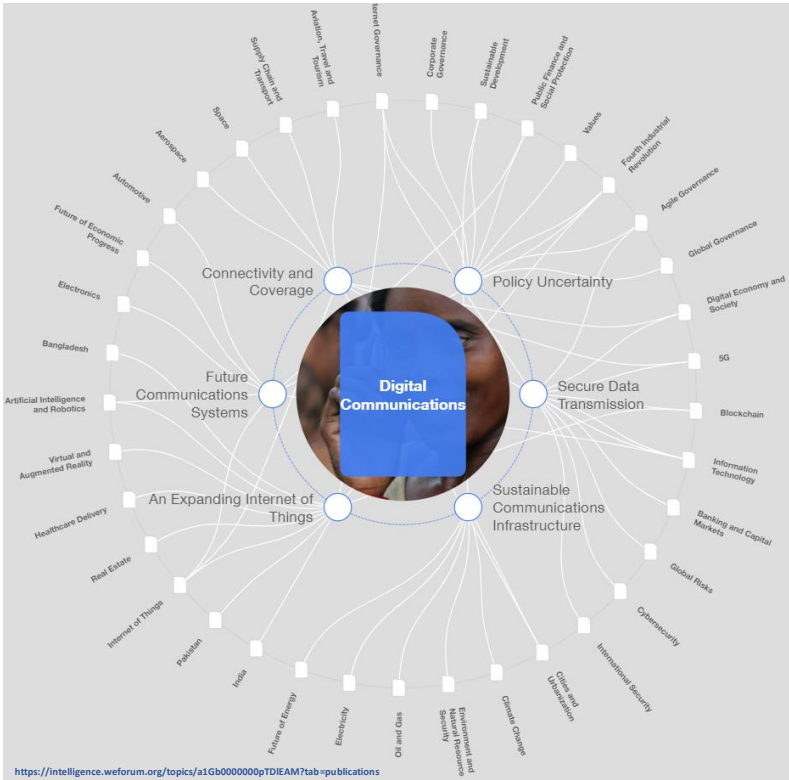 Internet Governance
Corporate
Governance
Sustainable
Development
Public Finance and
Social Protection
Values
Fourth Industrial
Revolution
Agile Governance
Global Governance
Digital Economy and
Society
5G
Blockchain
Information
Technology
Banking and Capital
Markets
Global Risks
Cybersecurity
International Security
Cities and
Urbanization
Climate Change
Environment and
Natural Resource
Security
Oil and Gas
Electricity
Future of Energy
India
Pakistan
Internet of Things
Real Estate
Healthcare Delivery
Virtual and
Augmented Reality
Artificial Intelligence
and Robotics
Bangladesh
Electronics
Future of Economic
Progress
Automotive
Aerospace
Space
Supply Chain and
Transport
Aviation, Travel and
Tourism
Connectivity and
Coverage
Policy Uncertainty
Future
Communications
Systems
Digital
Communications
Secure Data
Transmission
An Expanding Internet of
Things
Sustainable
Communications
Infrastructure
https://intelligence.weforum.org/topics/a1Gb0000000pTDlEAM?tab=publications